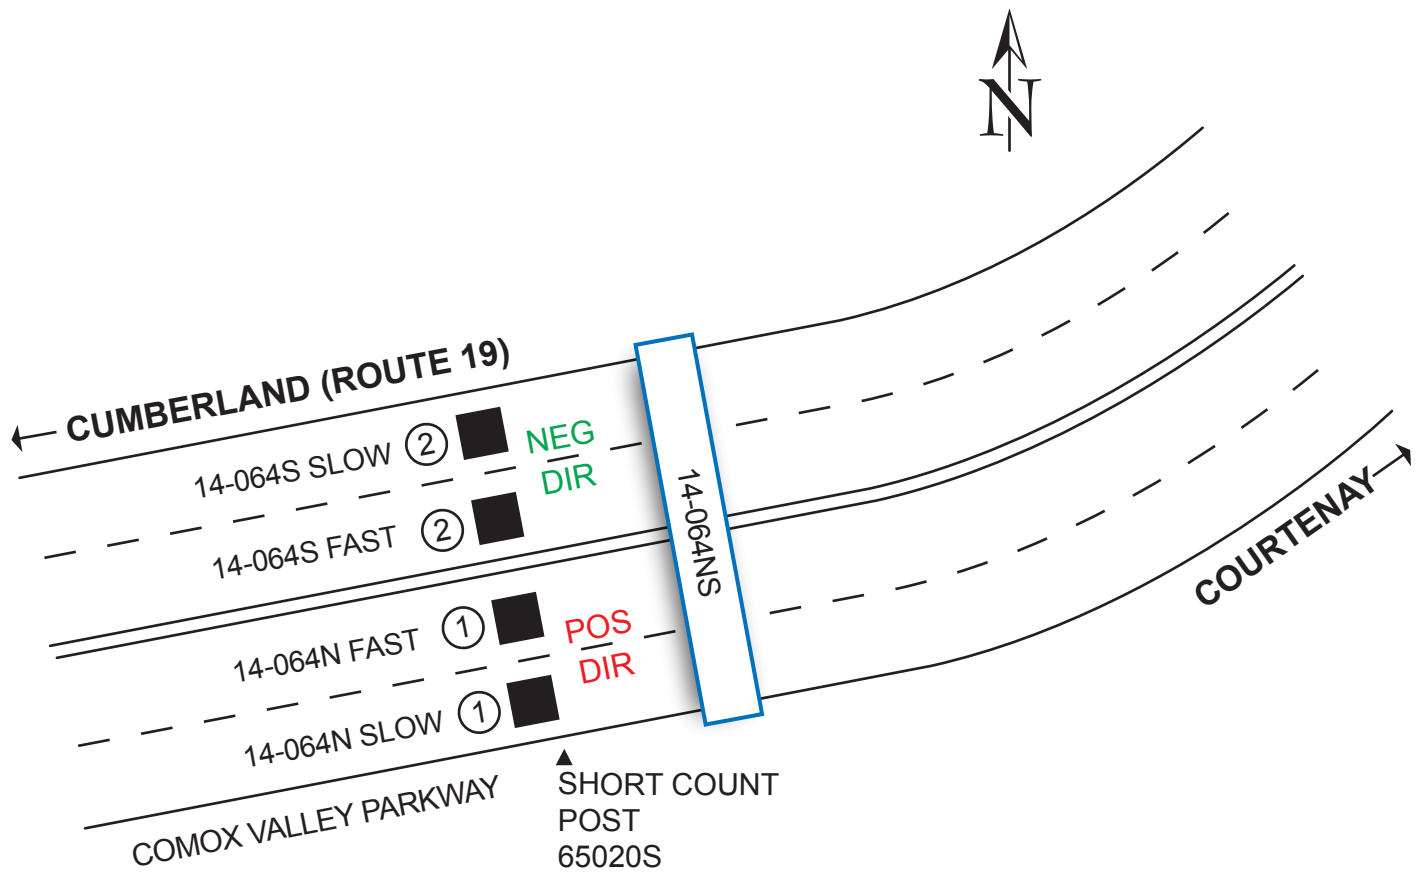 N
CUMBERLAND (ROUTE 19)
14-064S SLOW 2
NEG
DIR
14-064S FAST 2
14-064NS
14-064N FAST 1
POS
DIR
14-064N SLOW 1
COURTENAY
COMOX VALLEY PARKWAY
SHORT COUNT
POST
65020S